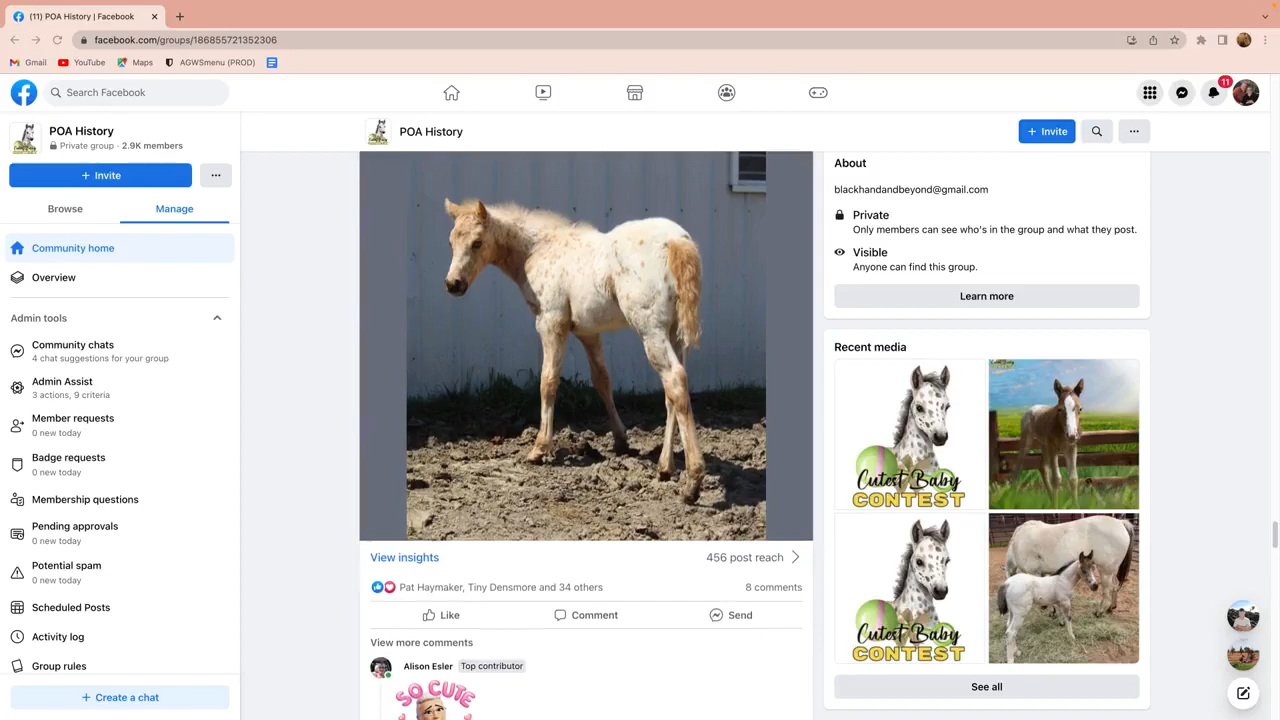 (11) POA History | Facebook
facebook.com/groups/186855721352306
Gmail
YouTube
Maps
AGWSmenu (PROD)
Search Facebook
11
POA History
Private group · 2.9K members
+ Invite
Browse
Manage
Community home
Overview
Admin tools
Community chats
4 chat suggestions for your group
Admin Assist
3 actions, 9 criteria
Member requests
0 new today
Badge requests
0 new today
Membership questions
Pending approvals
0 new today
Potential spam
0 new today
Scheduled Posts
Activity log
Group rules
+ Create a chat
POA History
+ Invite
View insights
456 post reach
Pat Haymaker, Tiny Densmore and 34 others
8 comments
Like
Comment
Send
View more comments
Alison Esler Top contributor
SO CUTE
About
blackhandandbeyond@gmail.com
Private
Only members can see who's in the group and what they post.
Visible
Anyone can find this group.
Learn more
Recent media
Cutest Baby
CONTEST
Cutest Baby
CONTEST
See all